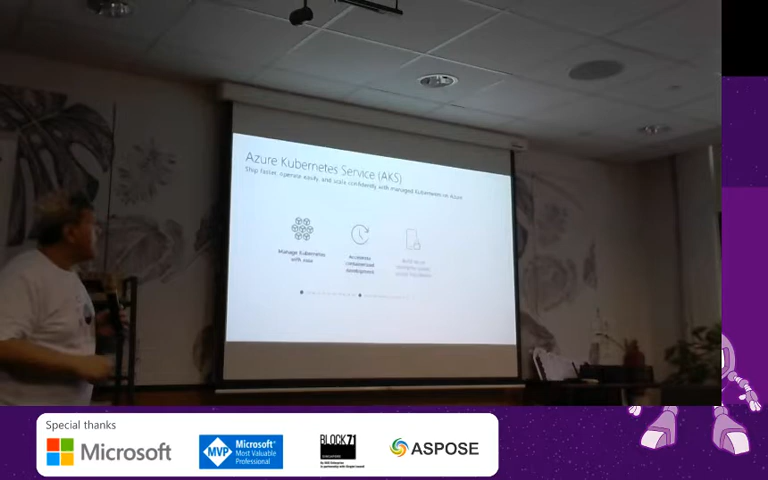 Azure Kubernetes Service (AKS)
Ship faster, operate easily, and scale confidently with managed Kubernetes on Azure
Manage Kubernetes
with ease
Accelerate
containerized
development
Special thanks
Microsoft
MVP
Microsoft®
Most Valuable
Professional
BLOCK71
ASPOSE